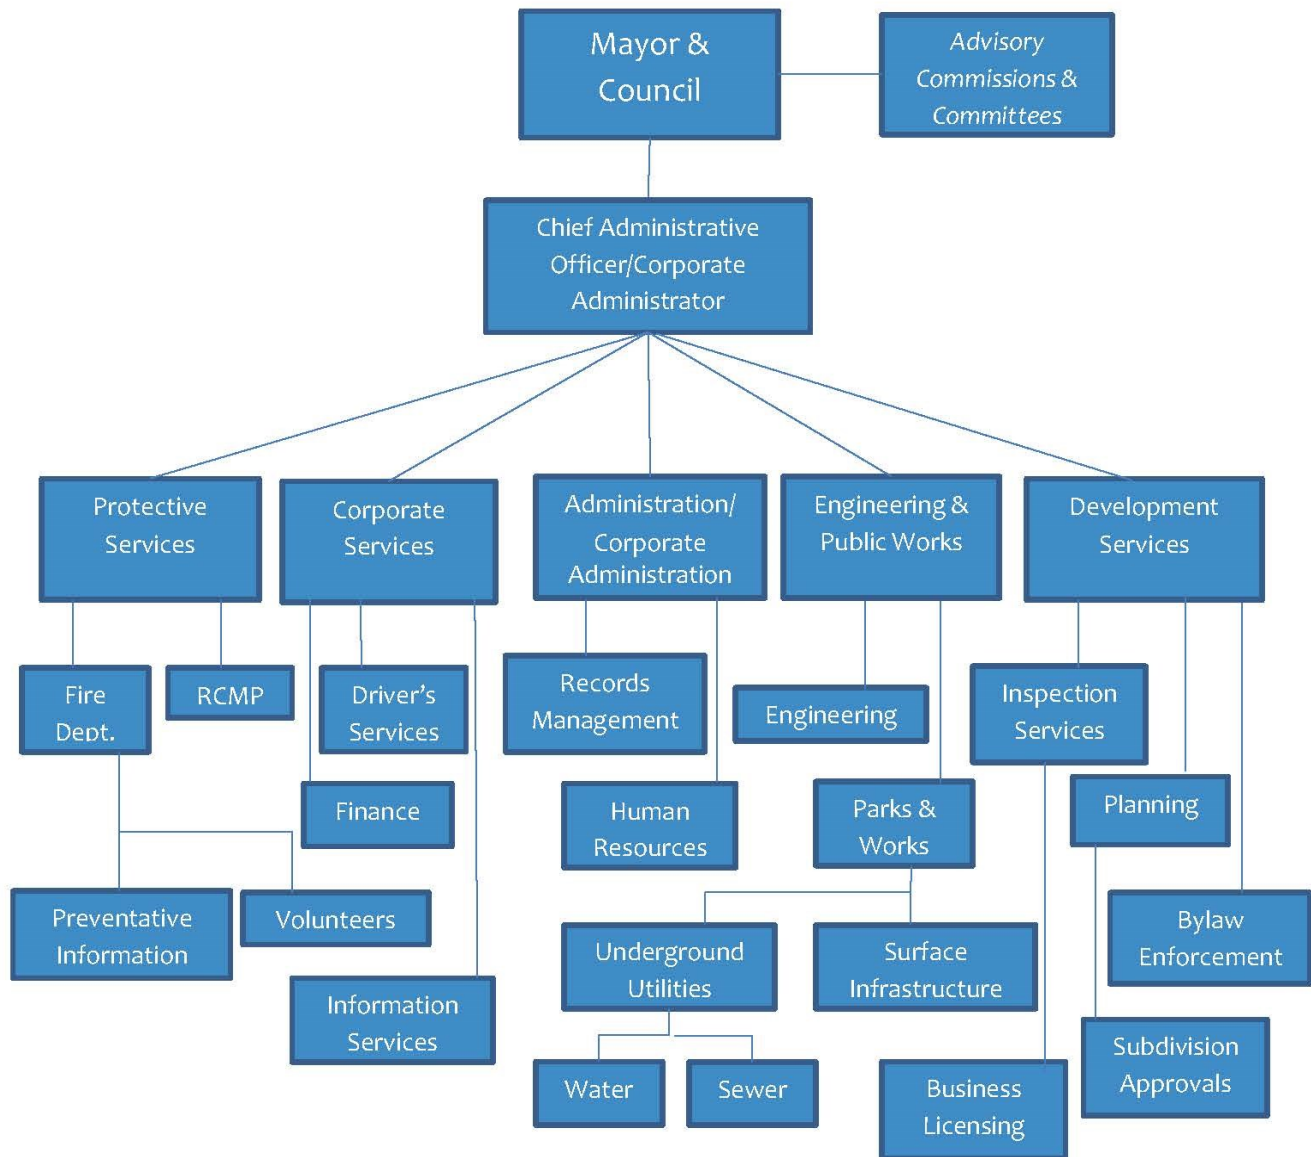 Mayor &
Council
Advisory
Commissions &
Committees
Chief Administrative
Officer/Corporate
Administrator
Protective
Services
Corporate
Services
Administration/
Corporate
Administration
Engineering &
Public Works
Development
Services
Fire
Dept.
RCMP
Driver’s
Services
Records
Management
Engineering
Inspection
Services
Finance
Human
Resources
Parks &
Works
Planning
Preventative
Information
Volunteers
Underground
Utilities
Surface
Infrastructure
Bylaw
Enforcement
Information
Services
Water
Sewer
Business
Licensing
Subdivision
Approvals